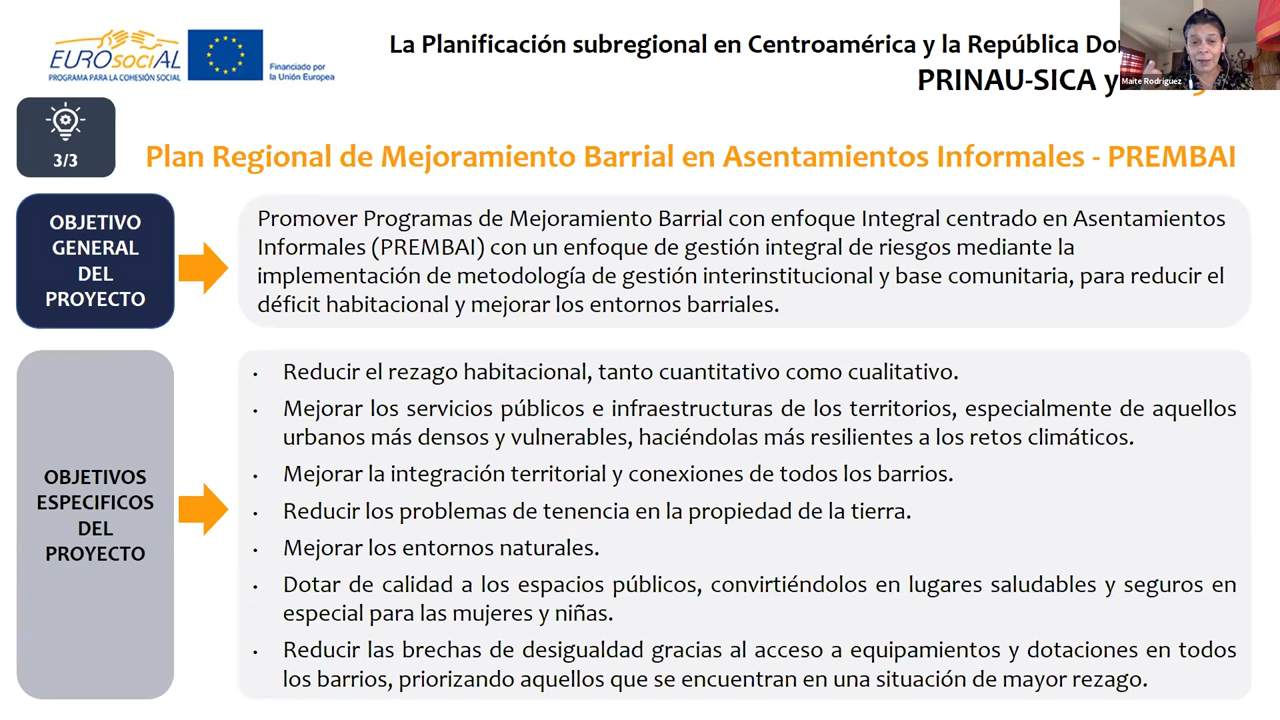 EUROSOCIAL
PROGRAMA PARA LA COHESIÓN SOCIAL
Financiado por
la Unión Europea
La Planificación subregional en Centroamérica y la República
PRINAU-SICA y
Maite Rodríguez
3/3
Plan Regional de Mejoramiento Barrial en Asentamientos Informales - PREMBAI
OBJETIVO
GENERAL
DEL
PROYECTO
Promover Programas de Mejoramiento Barrial con enfoque Integral centrado en Asentamientos
Informales (PREMBAI) con un enfoque de gestión integral de riesgos mediante la
implementación de metodología de gestión interinstitucional y base comunitaria, para reducir el
déficit habitacional y mejorar los entornos barriales.
OBJETIVOS
ESPECIFICOS
DEL
PROYECTO
• Reducir el rezago habitacional, tanto cuantitativo como cualitativo.
• Mejorar los servicios públicos e infraestructuras de los territorios, especialmente de aquellos
urbanos más densos y vulnerables, haciéndolas más resilientes a los retos climáticos.
• Mejorar la integración territorial y conexiones de todos los barrios.
• Reducir los problemas de tenencia en la propiedad de la tierra.
• Mejorar los entornos naturales.
• Dotar de calidad a los espacios públicos, convirtiéndolos en lugares saludables y seguros en
especial para las mujeres y niñas.
• Reducir las brechas de desigualdad gracias al acceso a equipamientos y dotaciones en todos
los barrios, priorizando aquellos que se encuentran en una situación de mayor rezago.